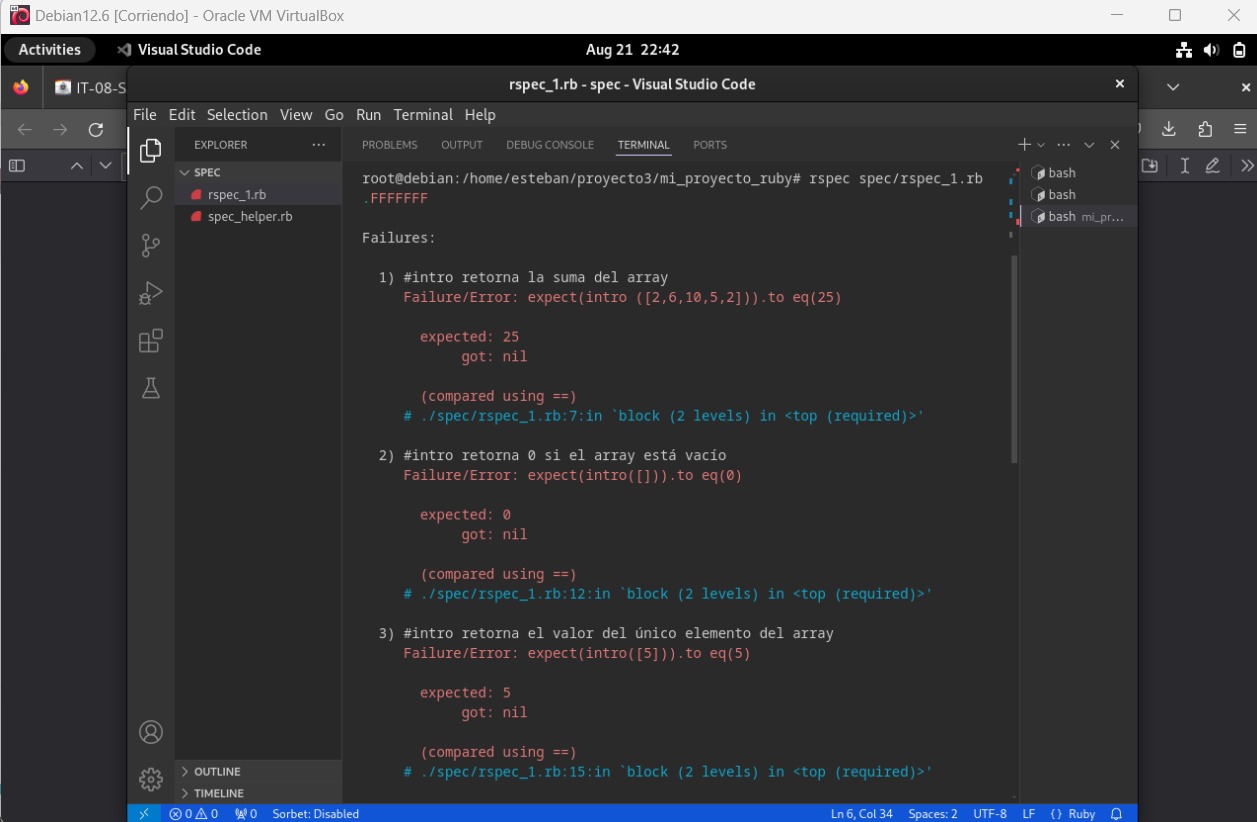 Debian12.6 [Corriendo] - Oracle VM VirtualBox
Activities
Visual Studio Code
Aug 21 22:42
IT-08-S
rspec_1.rb - spec - Visual Studio Code
File Edit Selection View Go Run Terminal Help
EXPLORER
SPEC
rspec_1.rb
spec_helper.rb
OUTLINE
TIMELINE
PROBLEMS OUTPUT DEBUG CONSOLE TERMINAL PORTS
root@debian:/home/esteban/proyecto3/mi_proyecto_ruby# rspec spec/rspec_1.rb
.FFFFFFF
Failures:
1) #intro retorna la suma del array
Failure/Error: expect(intro ([2,6,10,5,2])).to eq(25)
expected: 25
got: nil
(compared using ==)
# ./spec/rspec_1.rb:7:in `block (2 levels) in <top (required)>'
2) #intro retorna 0 si el array está vacío
Failure/Error: expect(intro([])).to eq(0)
expected: 0
got: nil
(compared using ==)
# ./spec/rspec_1.rb:12:in `block (2 levels) in <top (required)>'
3) #intro retorna el valor del único elemento del array
Failure/Error: expect(intro([5])).to eq(5)
expected: 5
got: nil
(compared using ==)
# ./spec/rspec_1.rb:15:in `block (2 levels) in <top (required)>'
bash
bash
bash mi_pr...
0 0 0 Sorbet: Disabled
Ln 6, Col 34 Spaces: 2 UTF-8 LF {} Ruby